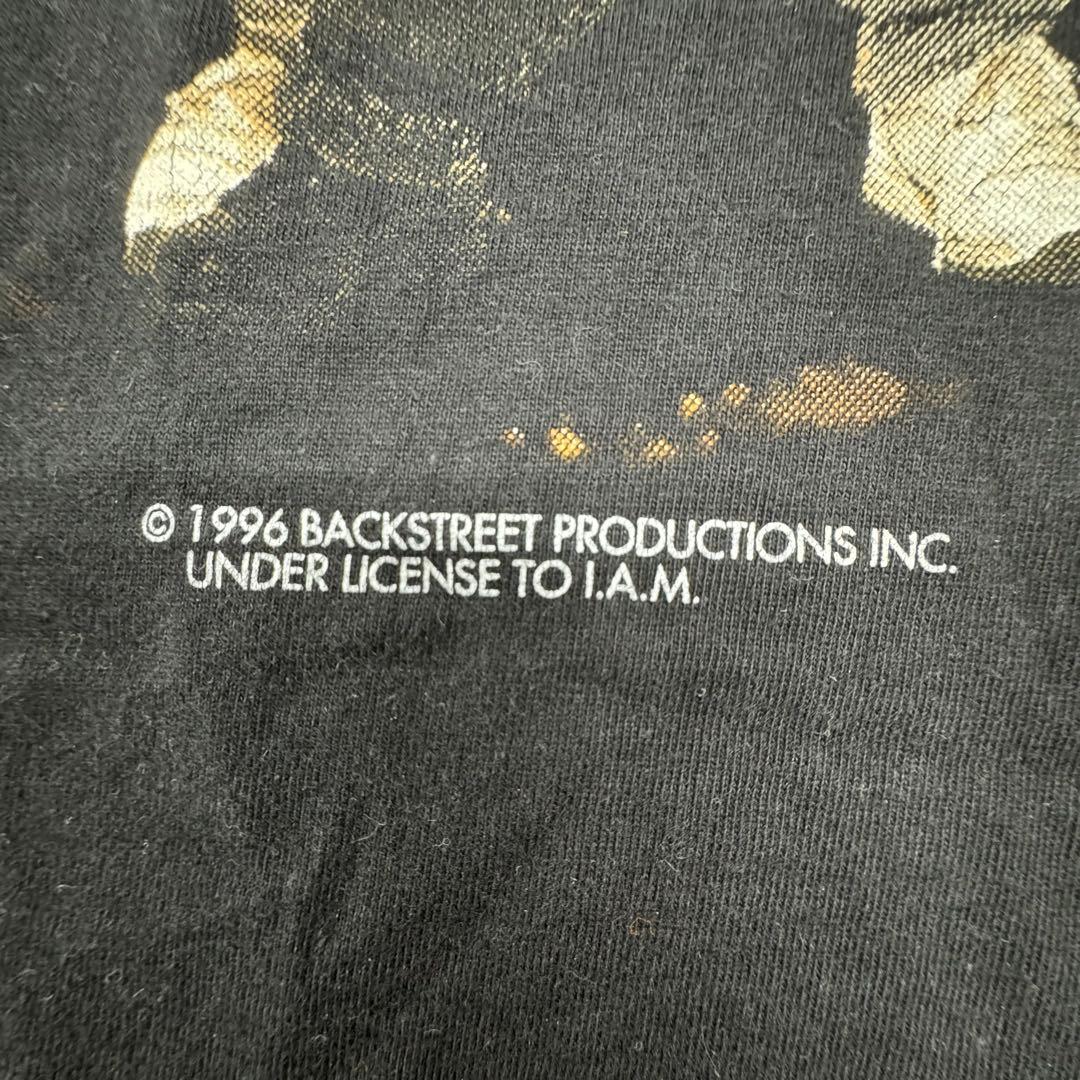 © 1996 BACKSTREET PRODUCTIONS INC.
UNDER LICENSE TO I.A.M.